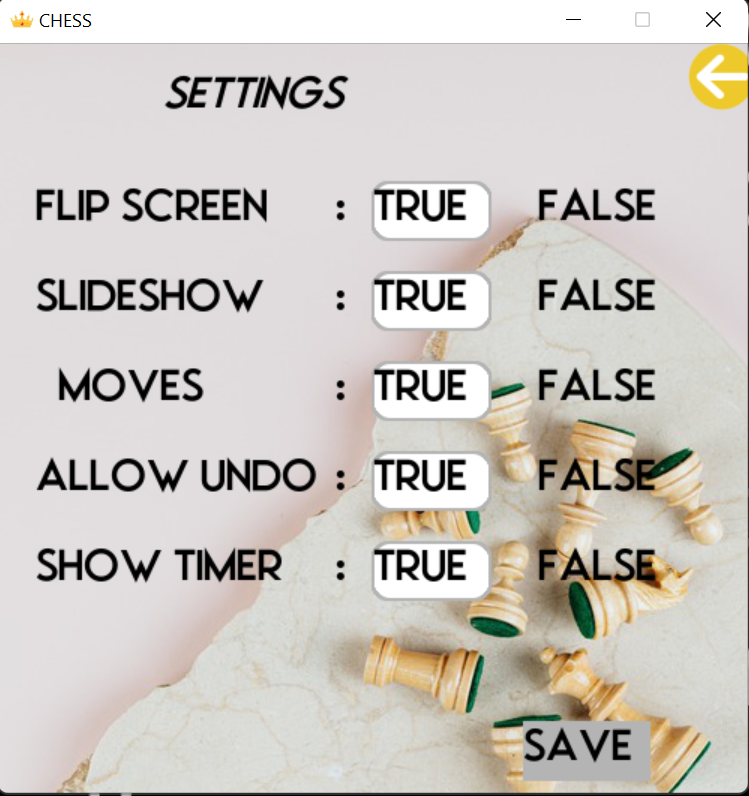 CHESS
SETTINGS
FLIP SCREEN : TRUE FALSE
SLIDESHOW : TRUE FALSE
MOVES : TRUE FALSE
ALLOW UNDO : TRUE FALSE
SHOW TIMER : TRUE FALSE
SAVE